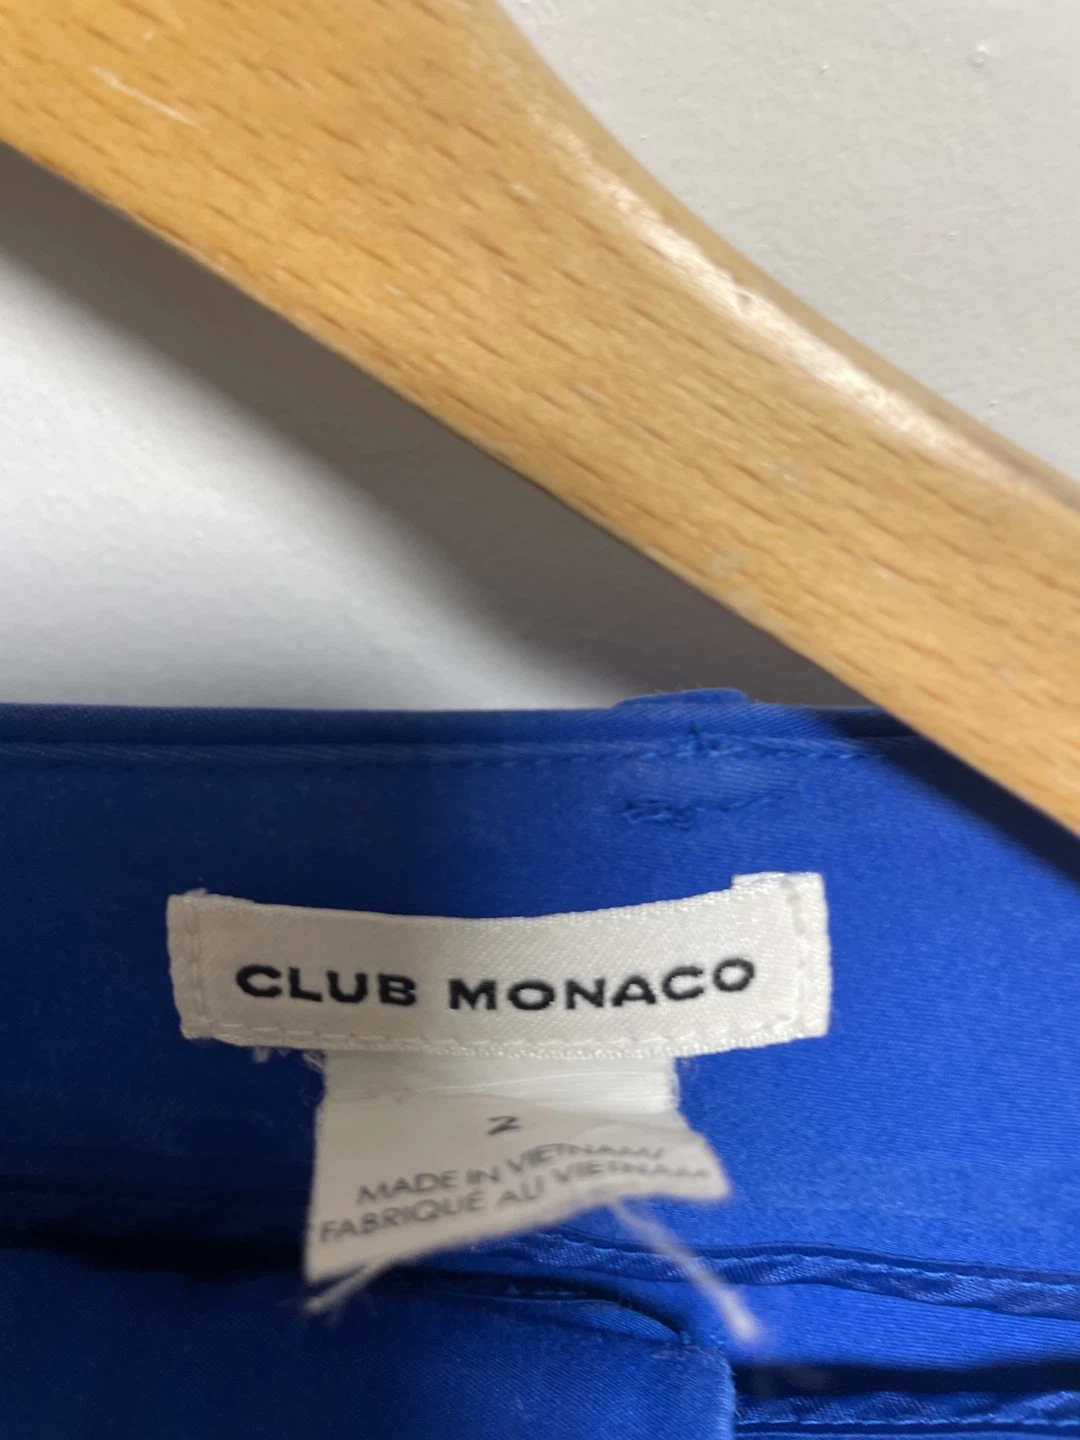 CLUB MONACO
2
MADE IN VIETNAM
FABRIQUÉ AU VIETNAM